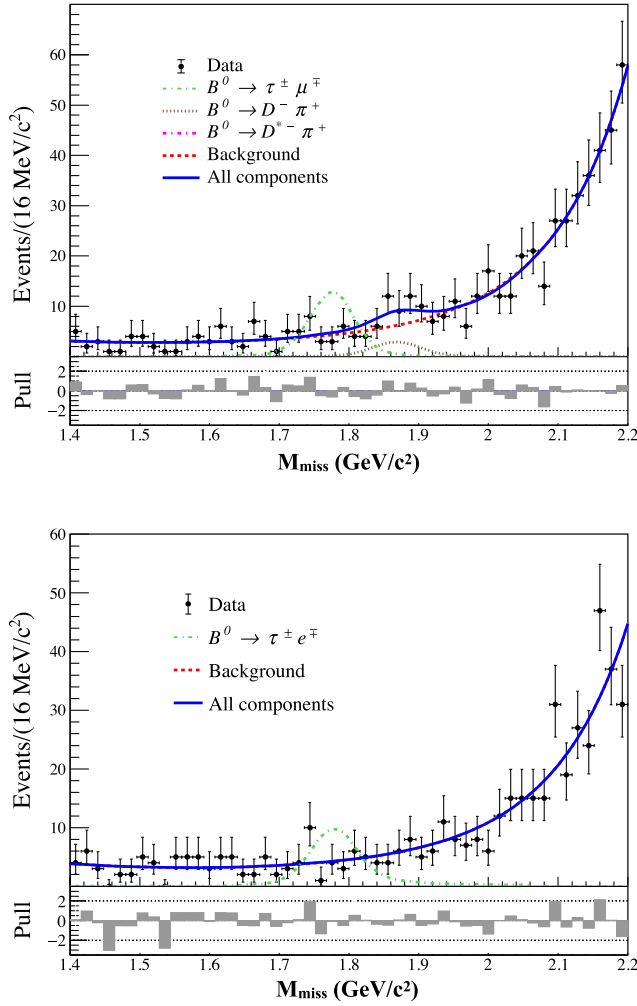 60
50
40
30
20
10
Events/(16 MeV/c²)
Data
B⁰ → τ± μ∓
B⁰ → D⁻ π⁺
B⁰ → D*⁻ π⁺
Background
All components
2
0
−2
Pull
1.4 1.5 1.6 1.7 1.8 1.9 2 2.1 2.2
Mmiss (GeV/c²)
60
50
40
30
20
10
Events/(16 MeV/c²)
Data
B⁰ → τ± e∓
Background
All components
2
0
−2
Pull
1.4 1.5 1.6 1.7 1.8 1.9 2 2.1 2.2
Mmiss (GeV/c²)